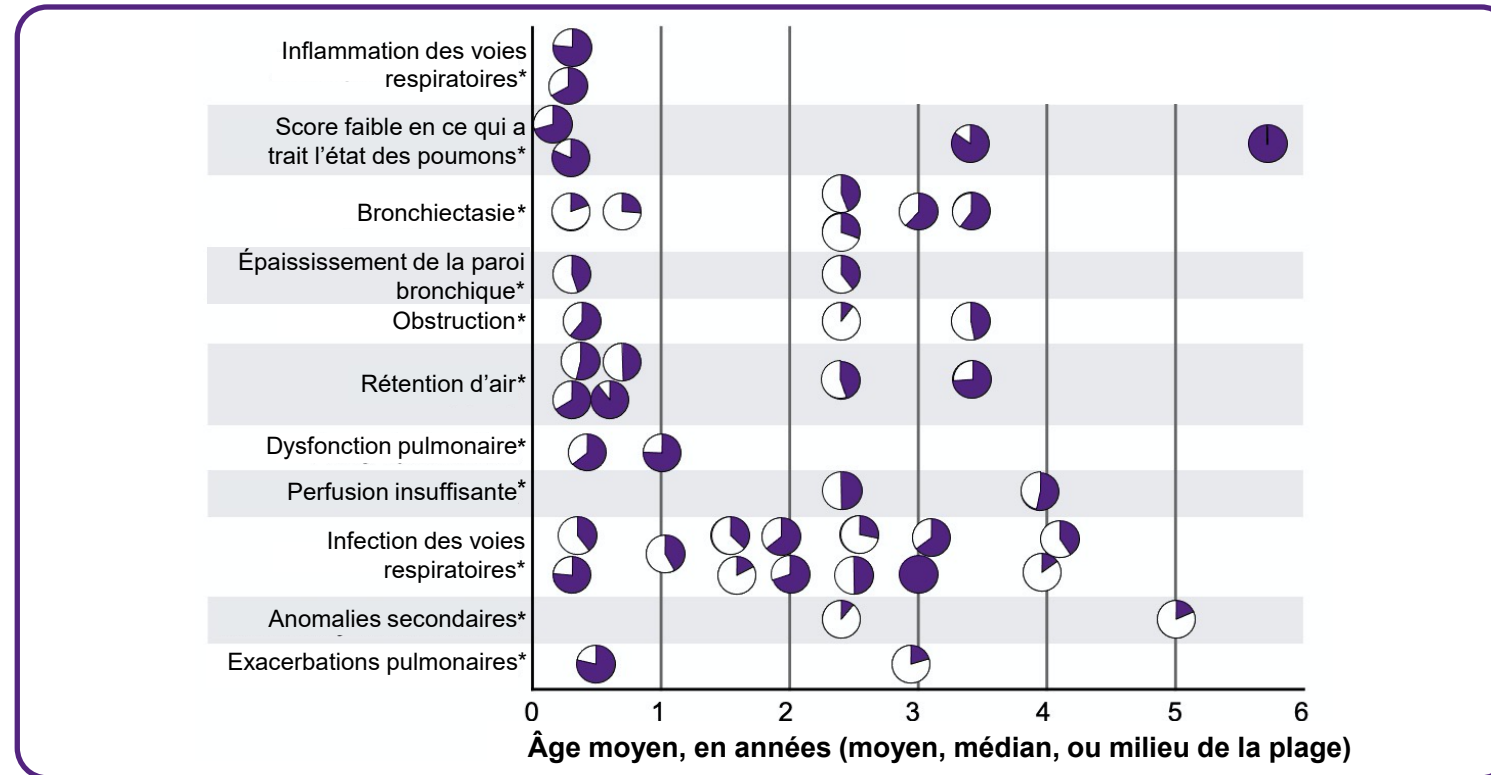 Inflammation des voies
respiratoires*
Score faible en ce qui a
trait l’état des poumons*
Bronchiectasie*
Épaississement de la paroi
bronchique*
Obstruction*
Rétention d’air*
Dysfonction pulmonaire*
Perfusion insuffisante*
Infection des voies
respiratoires*
Anomalies secondaires*
Exacerbations pulmonaires*
0 1 2 3 4 5 6
Âge moyen, en années (moyen, médian, ou milieu de la plage)